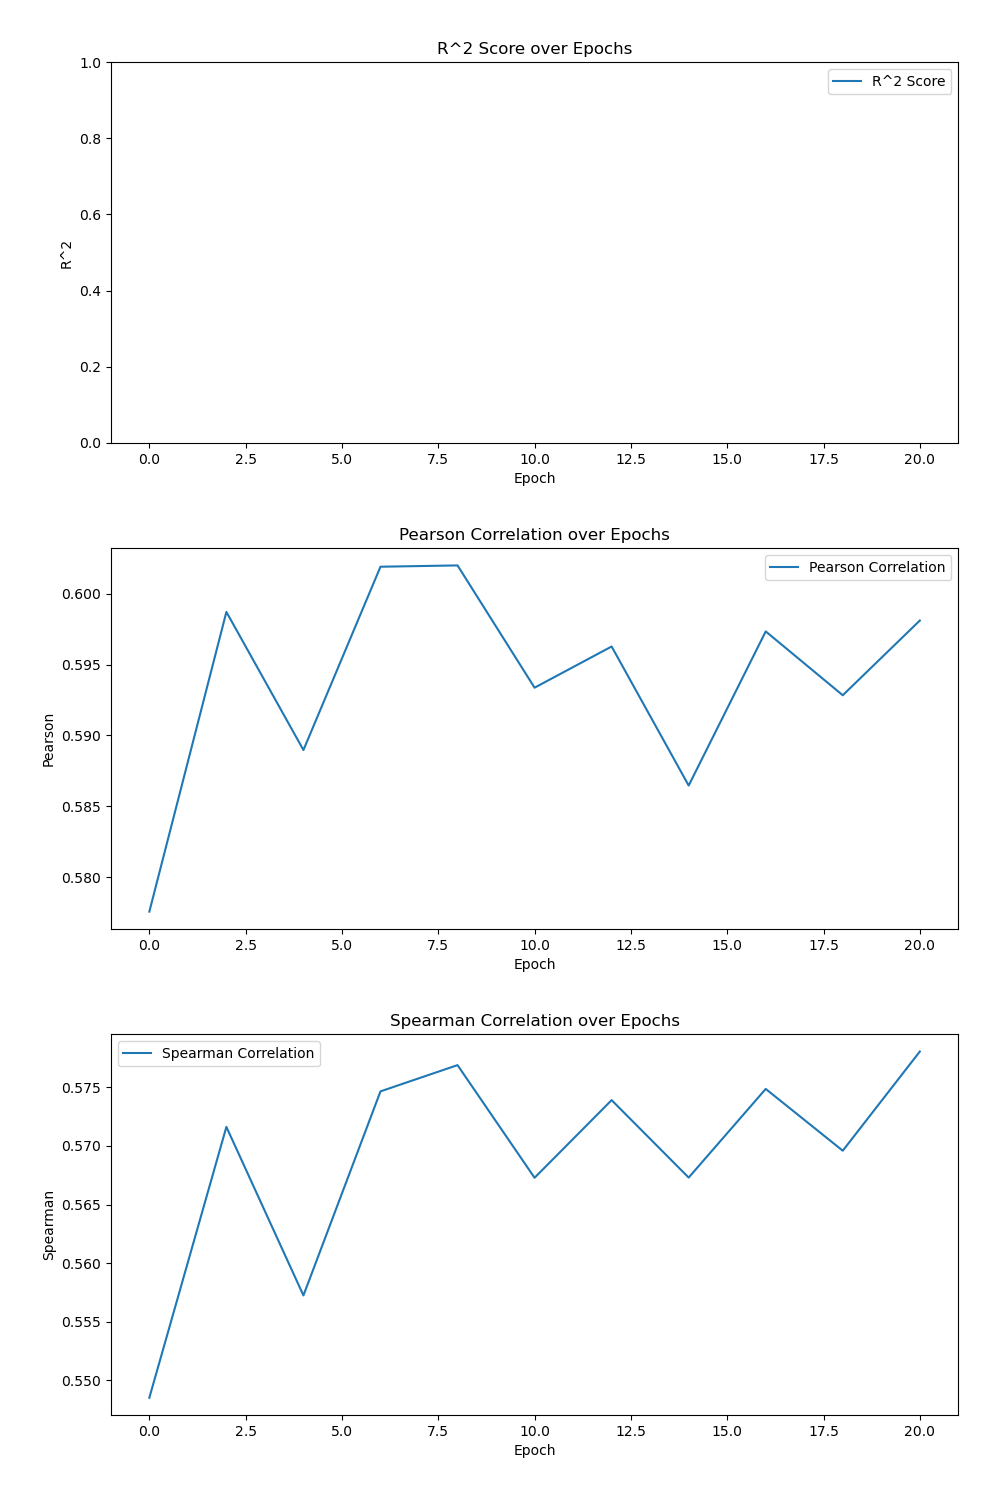 R^2 Score over Epochs
1.0
R^2 Score
0.8
0.6
R^2
0.4
0.2
0.0
0.0 2.5 5.0 7.5 10.0 12.5 15.0 17.5 20.0
Epoch
Pearson Correlation over Epochs
Pearson Correlation
0.600
0.595
0.590
Pearson
0.585
0.580
0.0 2.5 5.0 7.5 10.0 12.5 15.0 17.5 20.0
Epoch
Spearman Correlation over Epochs
Spearman Correlation
0.575
0.570
0.565
Spearman
0.560
0.555
0.550
0.0 2.5 5.0 7.5 10.0 12.5 15.0 17.5 20.0
Epoch